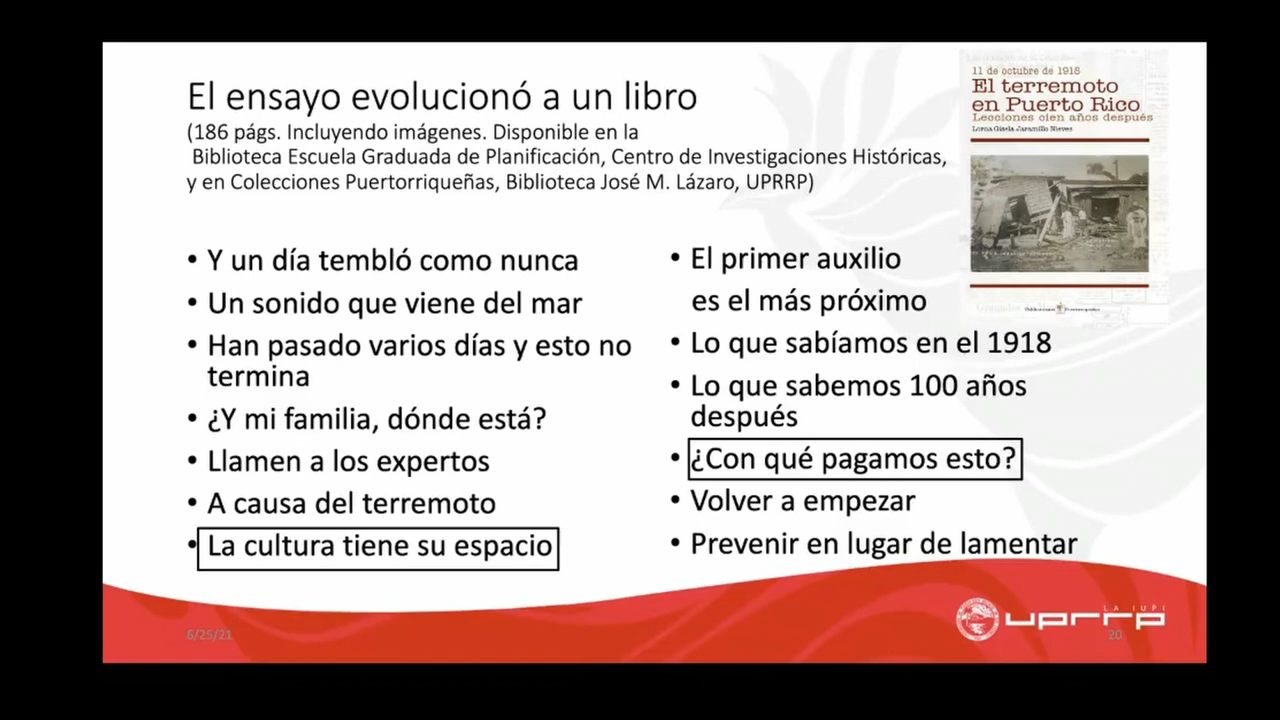 El ensayo evolucionó a un libro
(186 págs. Incluyendo imágenes. Disponible en la
Biblioteca Escuela Graduada de Planificación, Centro de Investigaciones Históricas,
y en Colecciones Puertorriqueñas, Biblioteca José M. Lázaro, UPRRP)
11 de octubre de 1918
El terremoto
en Puerto Rico
Lecciones cien años después
Lorna Gisela Jaramillo Nieves
• Y un día tembló como nunca
• Un sonido que viene del mar
• Han pasado varios días y esto no
termina
• ¿Y mi familia, dónde está?
• Llamen a los expertos
• A causa del terremoto
• La cultura tiene su espacio
• El primer auxilio
es el más próximo
• Lo que sabíamos en el 1918
• Lo que sabemos 100 años
después
• ¿Con qué pagamos esto?
• Volver a empezar
• Prevenir en lugar de lamentar
6/25/21
LA IUPI
uprrp
20